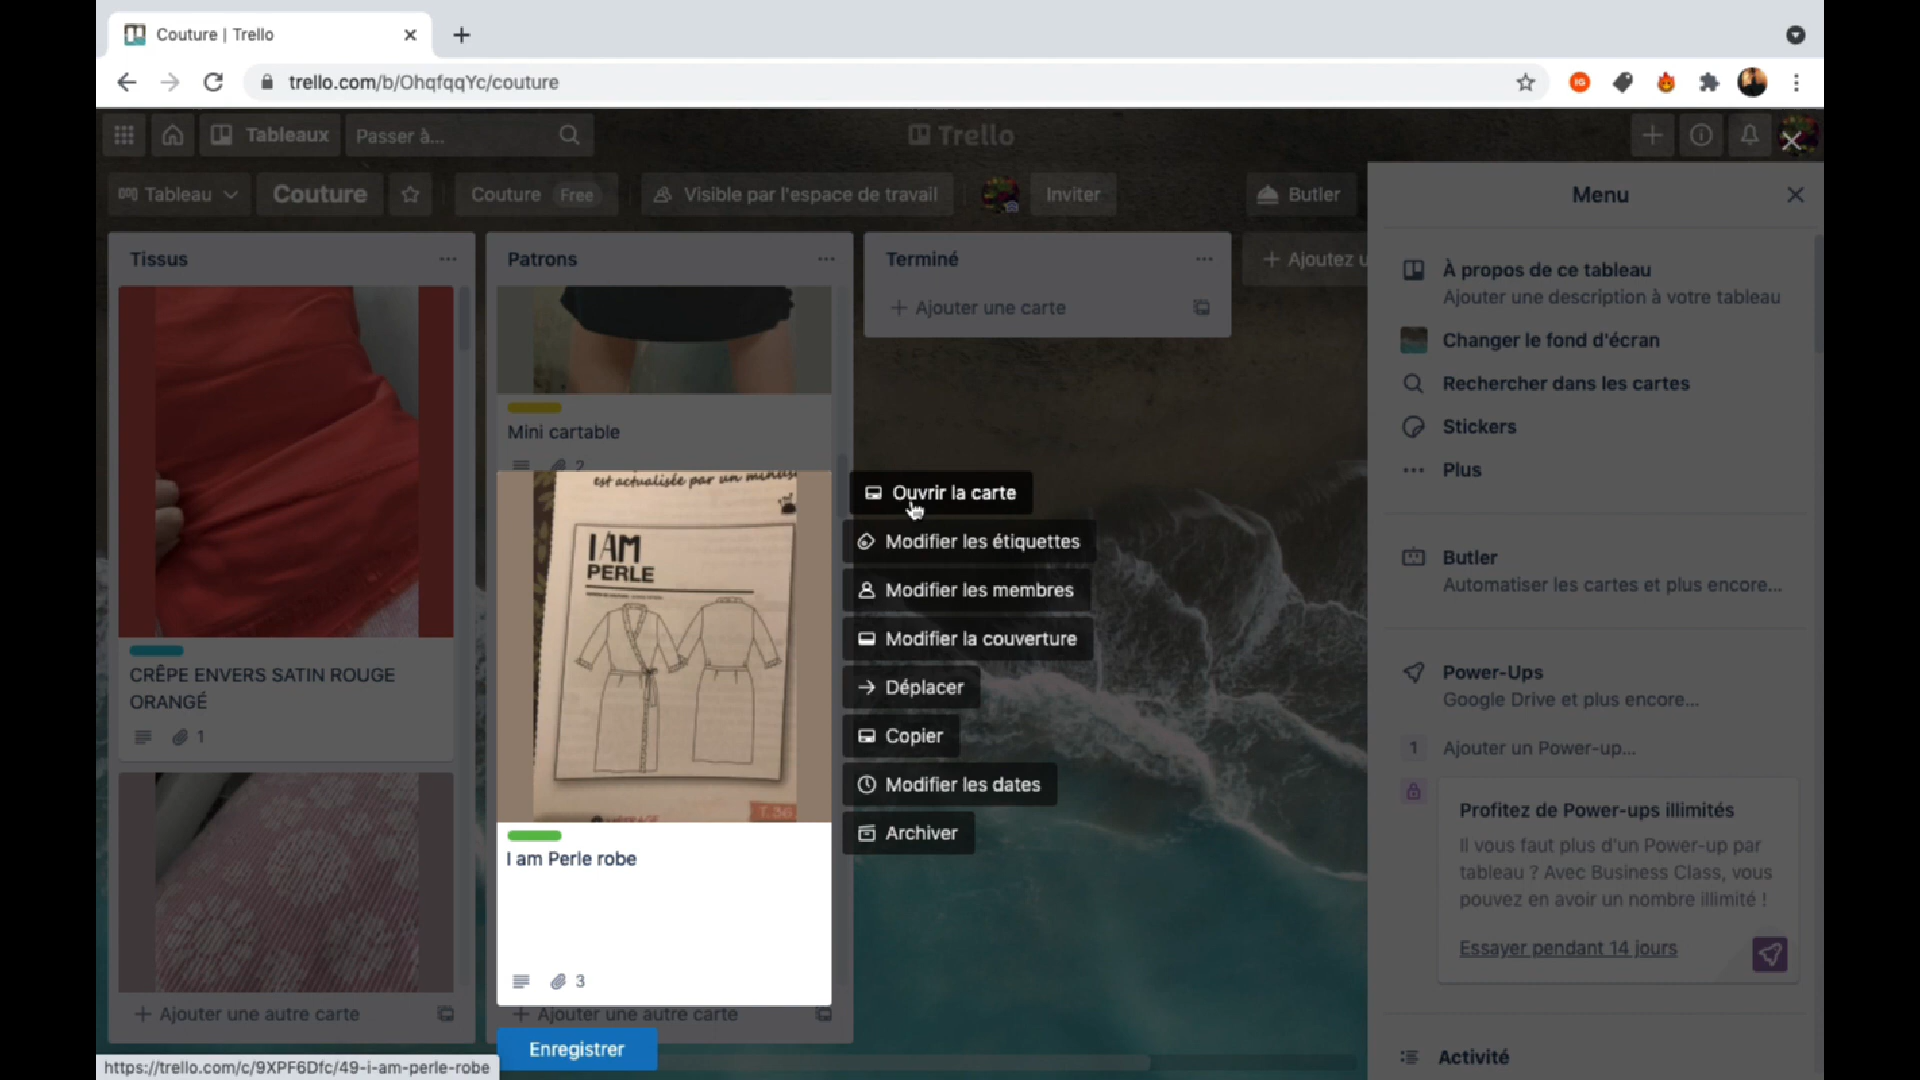 Couture | Trello
trello.com/b/OhqfqqYc/couture
Tableaux
Passer à...
Trello
Tableau
Couture
Couture Free
Visible par l'espace de travail
Inviter
Butler
Menu
Tissus
CRÊPE ENVERS SATIN ROUGE
ORANGÉ
1
+ Ajouter une autre carte
Patrons
Mini cartable
2
est actualisée par un
I AM
PERLE
T.36
I am Perle robe
3
+ Ajouter une autre carte
Enregistrer
Terminé
+ Ajouter une carte
+ Ajoutez u
Ouvrir la carte
Modifier les étiquettes
Modifier les membres
Modifier la couverture
Déplacer
Copier
Modifier les dates
Archiver
À propos de ce tableau
Ajouter une description à votre tableau
Changer le fond d'écran
Rechercher dans les cartes
Stickers
Plus
Butler
Automatiser les cartes et plus encore...
Power-Ups
Google Drive et plus encore...
1 Ajouter un Power-up...
Profitez de Power-ups illimités
Il vous faut plus d'un Power-up par
tableau ? Avec Business Class, vous
pouvez en avoir un nombre illimité !
Essayer pendant 14 jours
Activité
https://trello.com/c/9XPF6Dfc/49-i-am-perle-robe